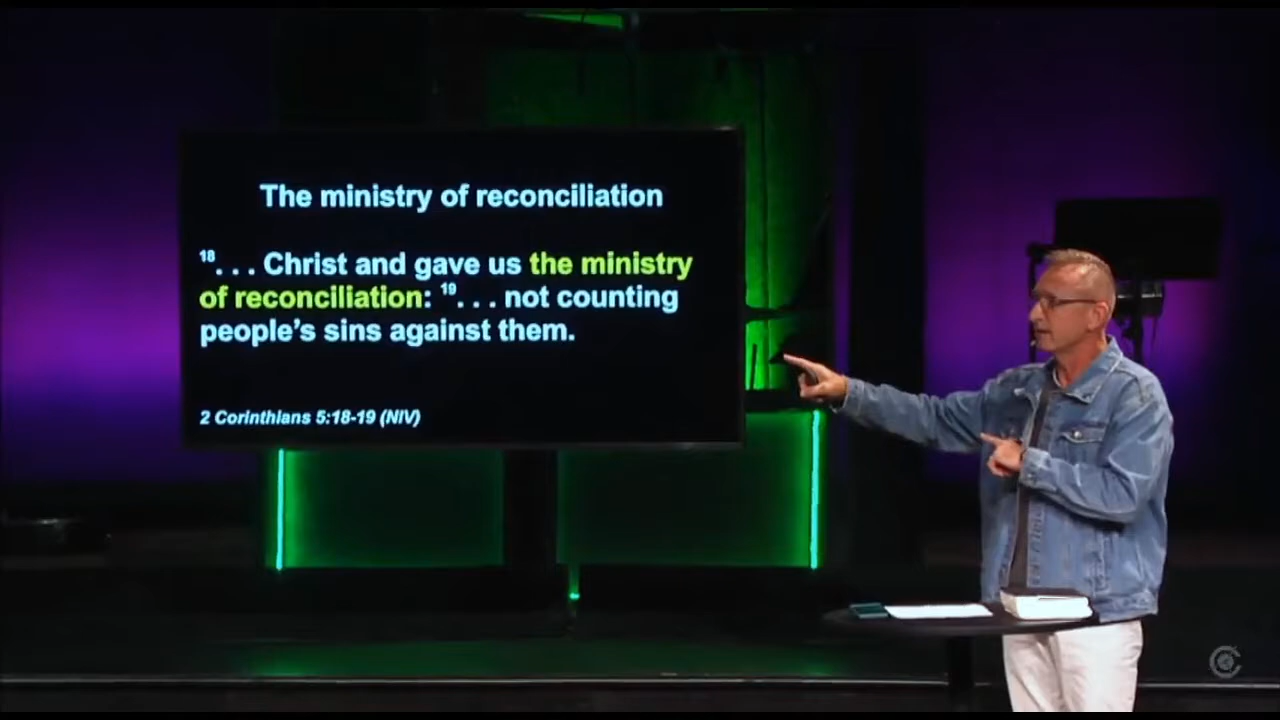 The ministry of reconciliation
18. . . Christ and gave us the ministry
of reconciliation: 19. . . not counting
people’s sins against them.
2 Corinthians 5:18-19 (NIV)